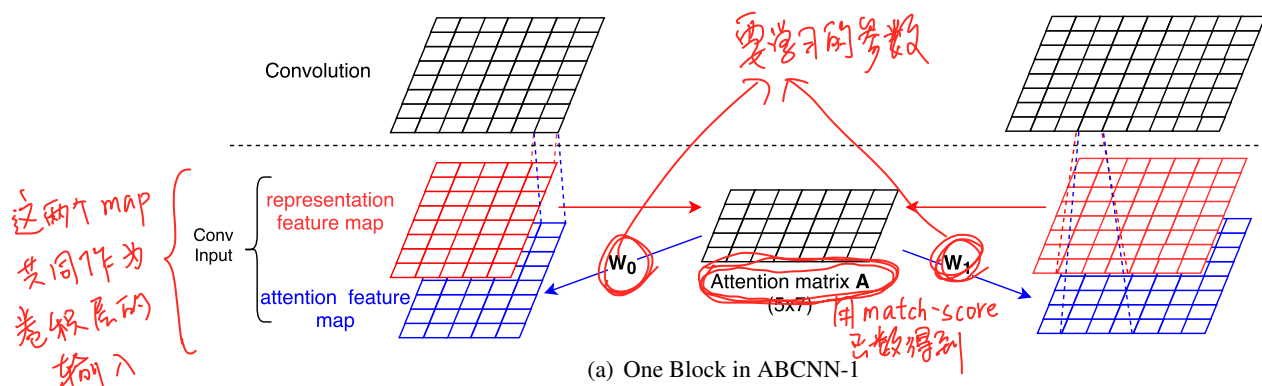 要学习的参数
Convolution
这两个map
共同作为
卷积层的
输入
Conv
Input
representation
feature map
attention feature
map
W0
W1
Attention matrix A
(5x7)
用match-score
函数得到
(a) One Block in ABCNN-1